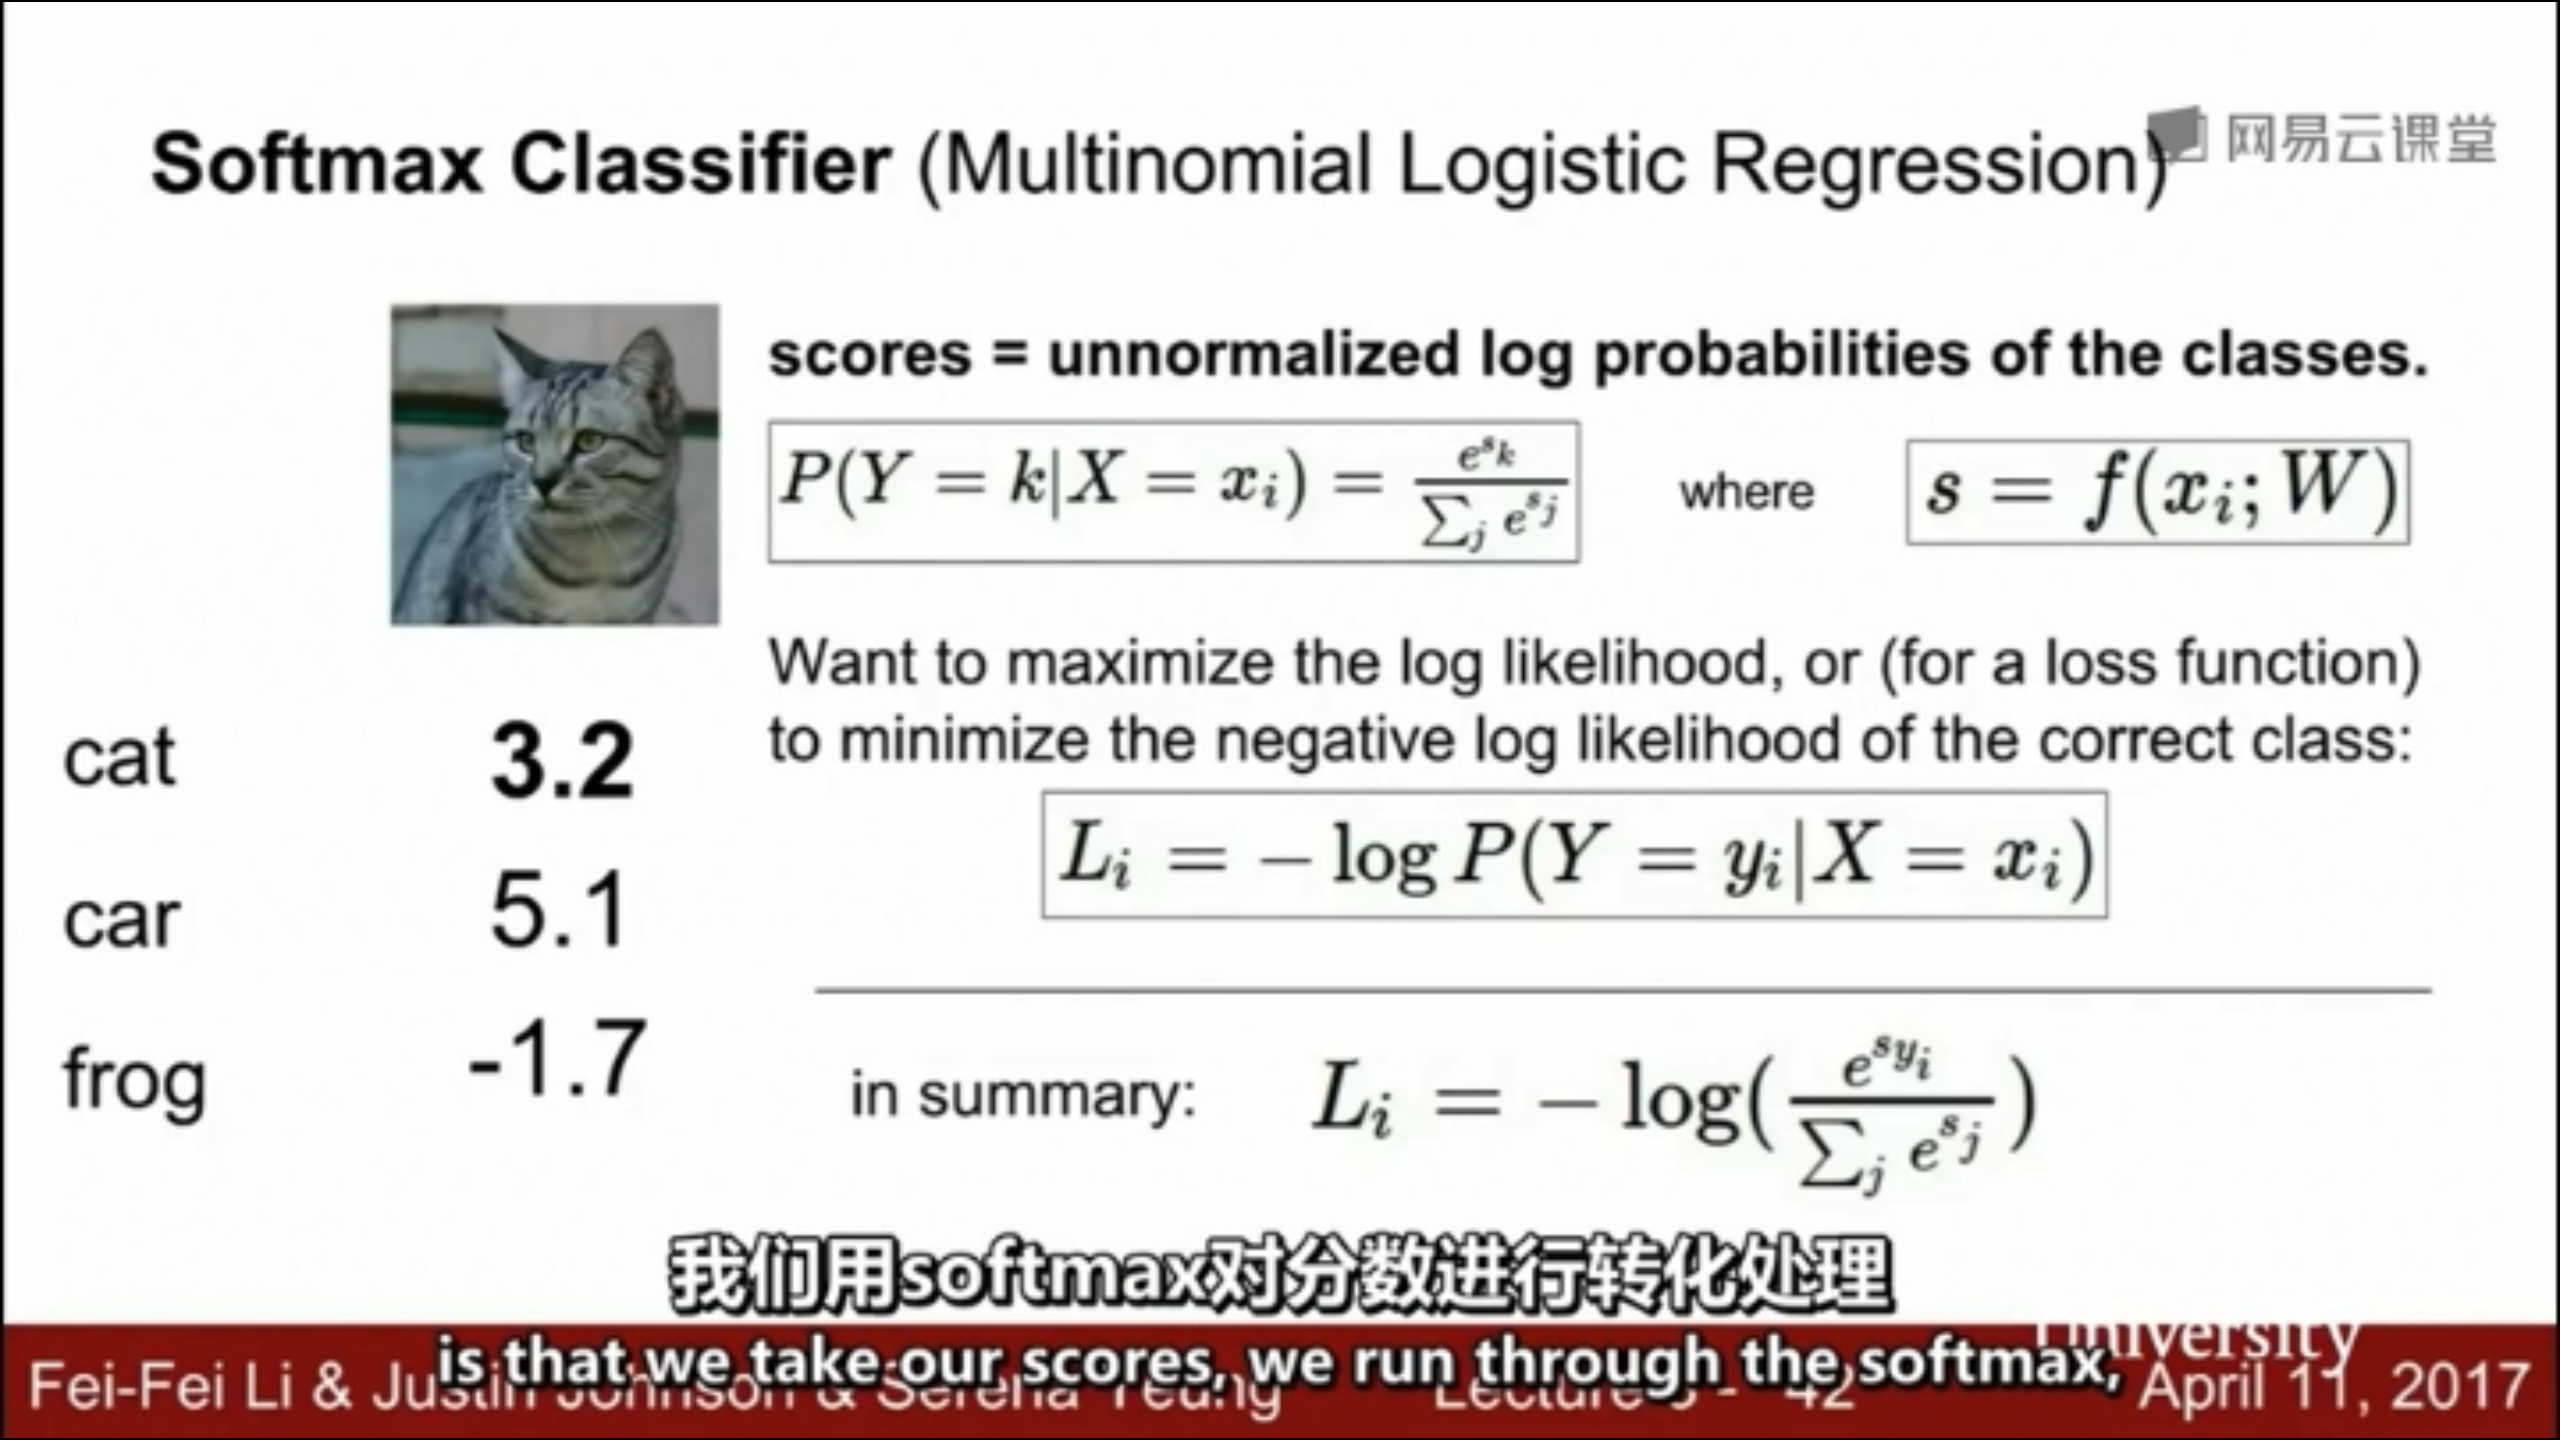 Softmax Classifier (Multinomial Logistic Regression)
网易云课堂
scores = unnormalized log probabilities of the classes.
P(Y = k|X = x_i) = \frac{e^{s_k}}{\sum_j e^{s_j}} where s = f(x_i; W)
Want to maximize the log likelihood, or (for a loss function)
to minimize the negative log likelihood of the correct class:
cat 3.2
L_i = − log P(Y = y_i|X = x_i)
car 5.1
frog -1.7
in summary: L_i = − log(\frac{e^{s_{y_i}}}{\sum_j e^{s_j}})
我们用softmax对分数进行转化处理
is that we take our scores, we run through the softmax,
University
Fei-Fei Li & Justin Johnson & Serena Yeung Lecture 3 - 42 April 11, 2017